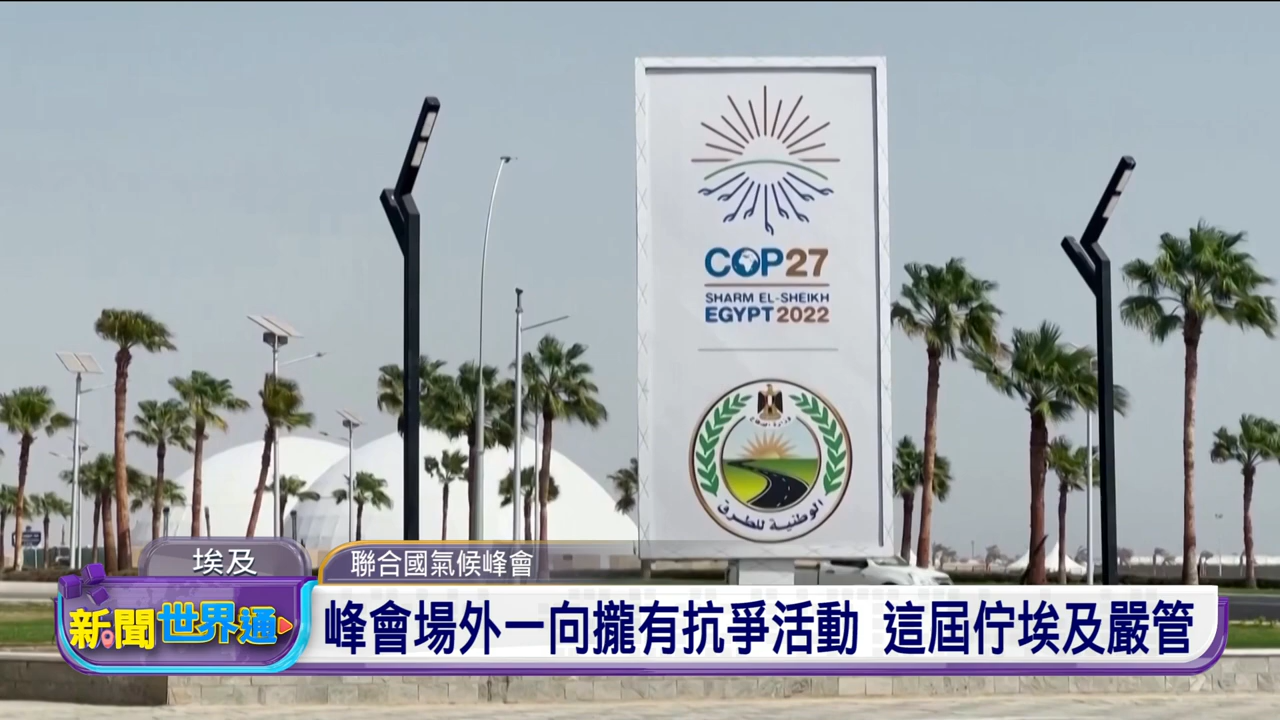 COP27
SHARM EL-SHEIKH
EGYPT 2022
الوطنية للطرق
埃及
聯合國氣候峰會
新聞世界通
峰會場外一向攏有抗爭活動 這屆佇埃及嚴管